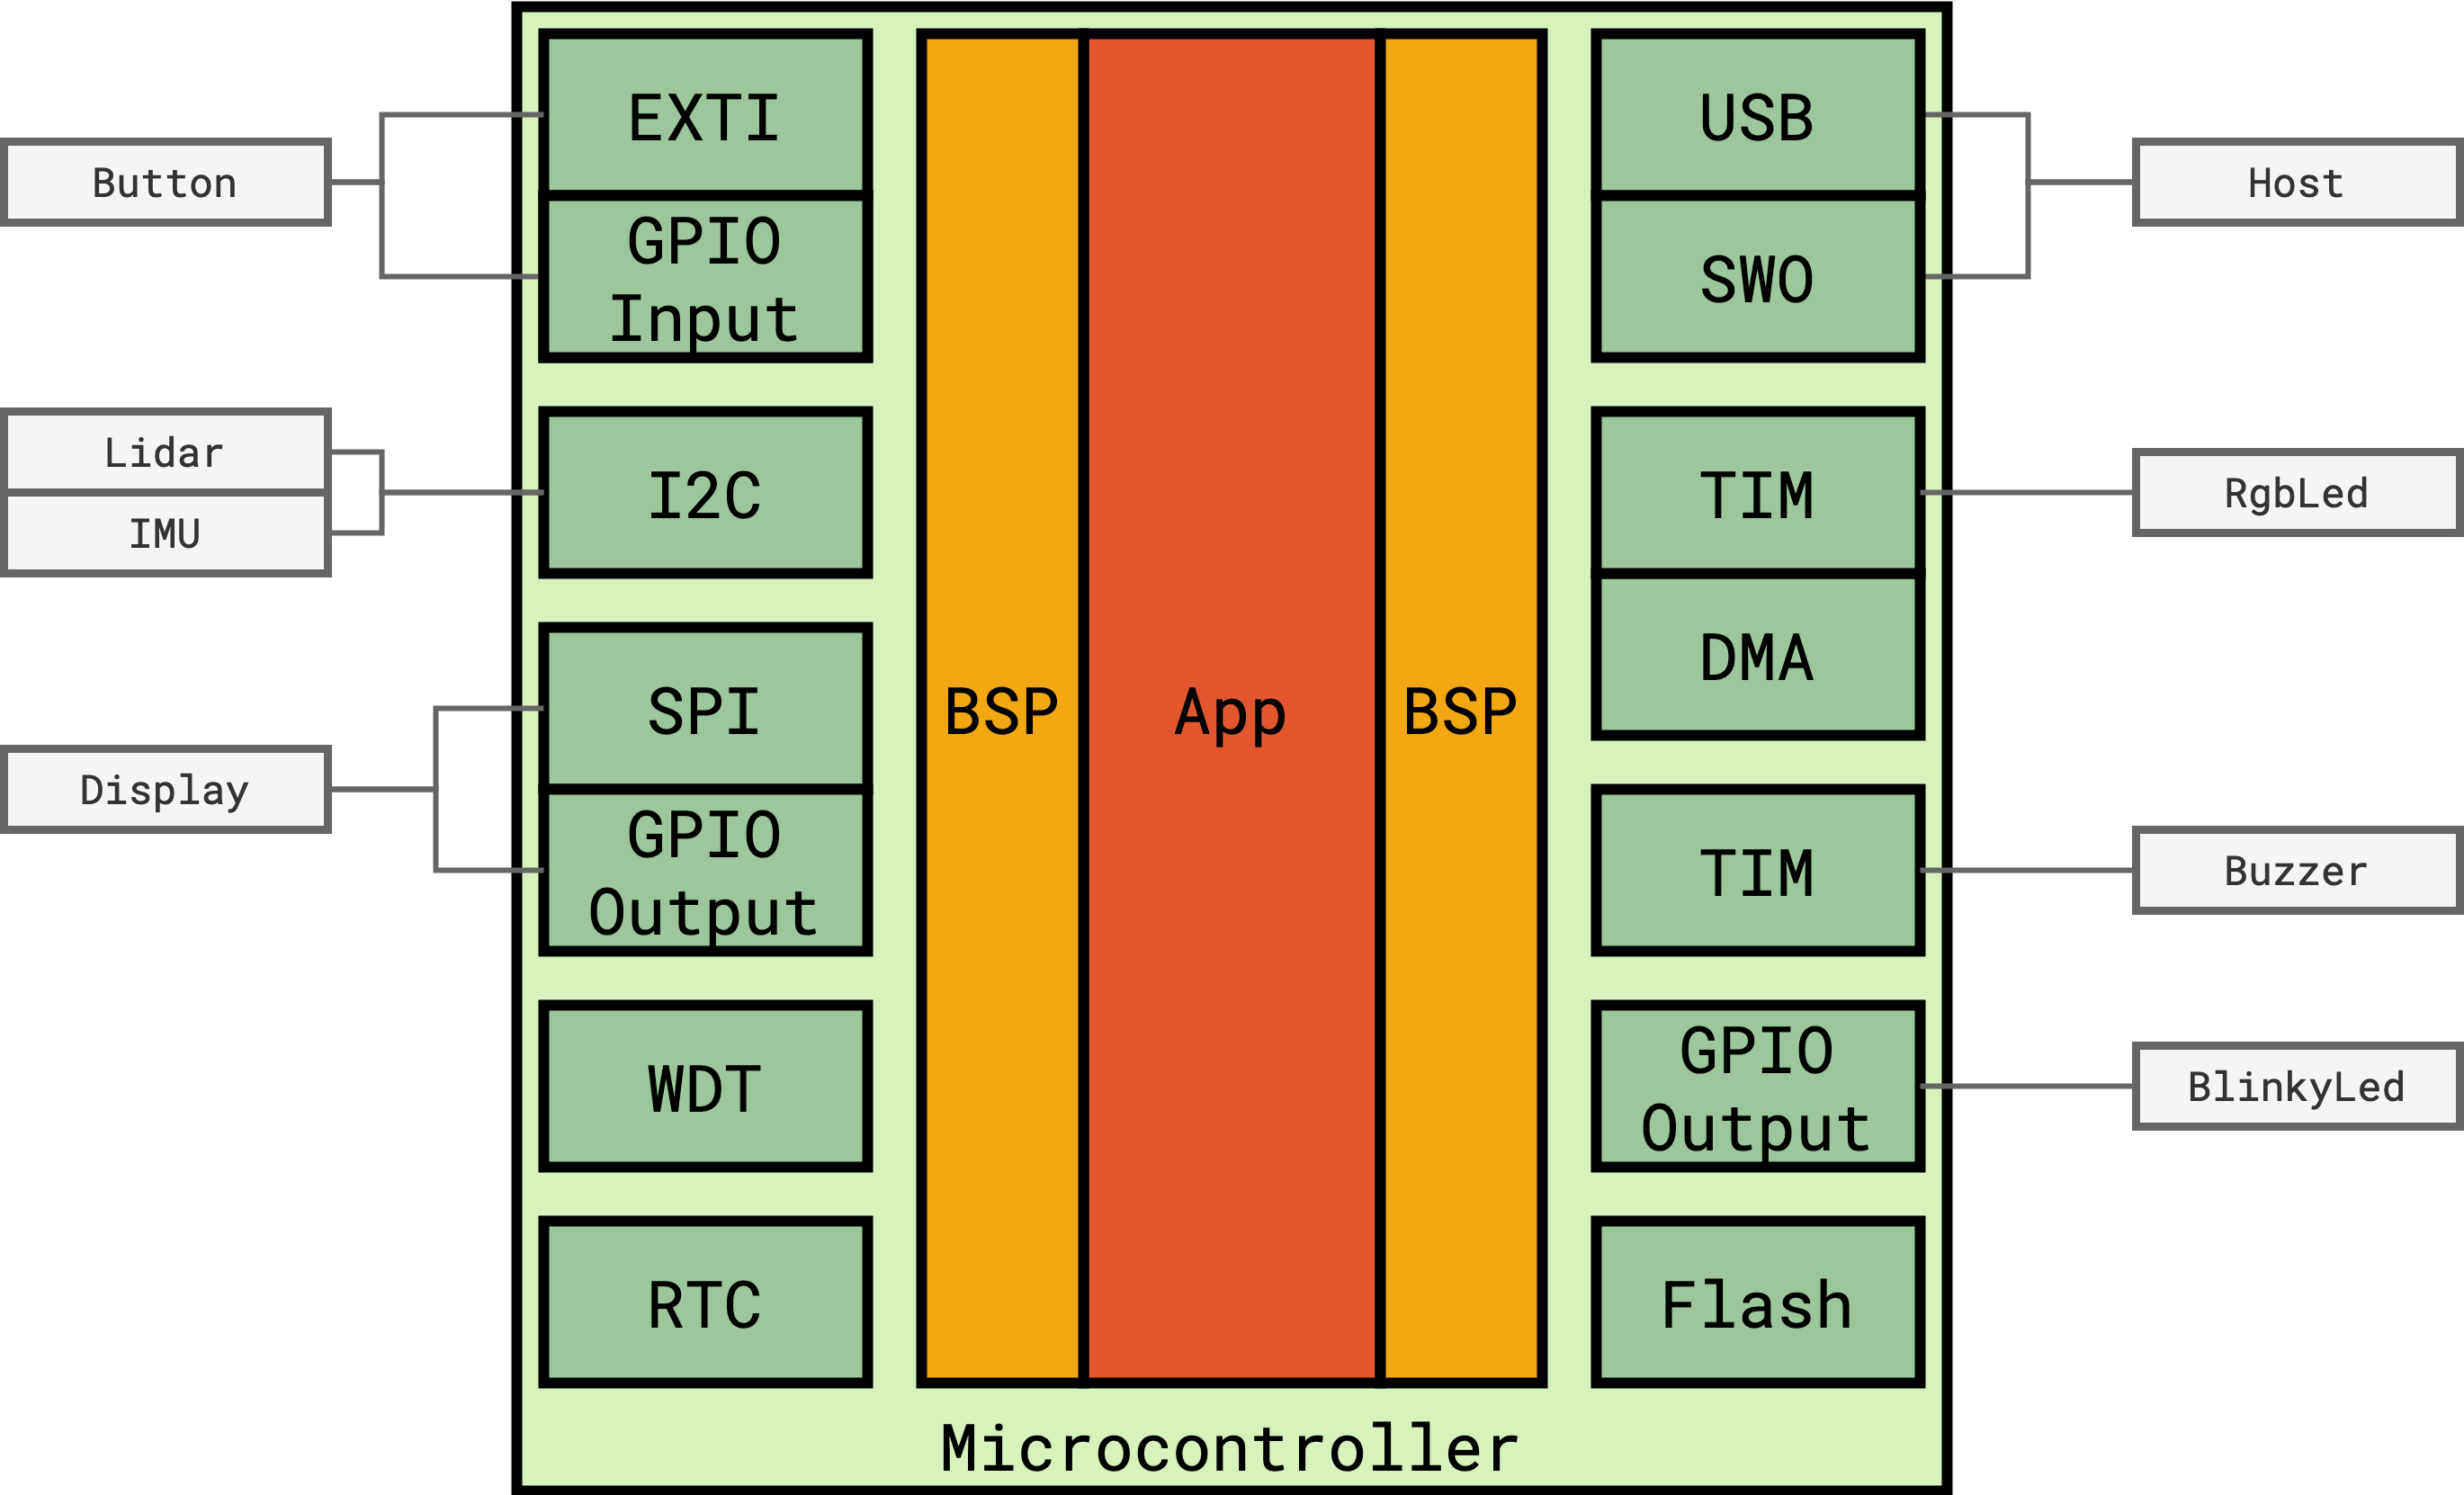 Button
Lidar
IMU
Display
EXTI
GPIO
Input
I2C
SPI
GPIO
Output
WDT
RTC
BSP
App
BSP
USB
SWO
TIM
DMA
TIM
GPIO
Output
Flash
Host
RgbLed
Buzzer
BlinkyLed
Microcontroller